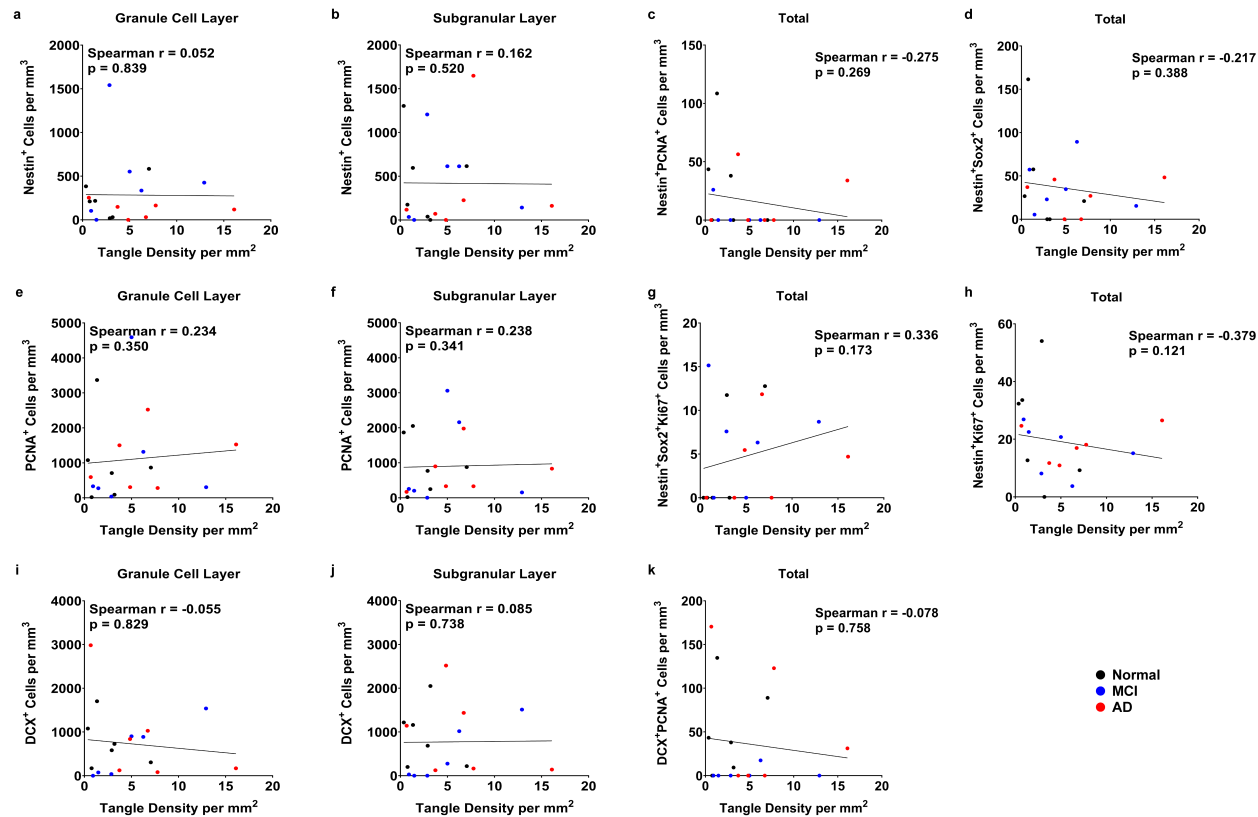 a
Granule Cell Layer
Spearman r = 0.052
p = 0.839
Nestin⁺ Cells per mm³
2000
1500
1000
500
0
0 5 10 15 20
Tangle Density per mm²
b
Subgranular Layer
Spearman r = 0.162
p = 0.520
Nestin⁺ Cells per mm³
2000
1500
1000
500
0
0 5 10 15 20
Tangle Density per mm²
c
Total
Spearman r = -0.275
p = 0.269
Nestin⁺PCNA⁺ Cells per mm³
150
100
50
0
0 5 10 15 20
Tangle Density per mm²
d
Total
Spearman r = -0.217
p = 0.388
Nestin⁺Sox2⁺ Cells per mm³
200
150
100
50
0
0 5 10 15 20
Tangle Density per mm²
e
Granule Cell Layer
Spearman r = 0.234
p = 0.350
PCNA⁺ Cells per mm³
5000
4000
3000
2000
1000
0
0 5 10 15 20
Tangle Density per mm²
f
Subgranular Layer
Spearman r = 0.238
p = 0.341
PCNA⁺ Cells per mm³
5000
4000
3000
2000
1000
0
0 5 10 15 20
Tangle Density per mm²
g
Total
Spearman r = 0.336
p = 0.173
Nestin⁺Sox2⁺Ki67⁺ Cells per mm³
20
15
10
5
0
0 5 10 15 20
Tangle Density per mm²
h
Total
Spearman r = -0.379
p = 0.121
Nestin⁺Ki67⁺ Cells per mm³
60
40
20
0
0 5 10 15 20
Tangle Density per mm²
i
Granule Cell Layer
Spearman r = -0.055
p = 0.829
DCX⁺ Cells per mm³
4000
3000
2000
1000
0
0 5 10 15 20
Tangle Density per mm²
j
Subgranular Layer
Spearman r = 0.085
p = 0.738
DCX⁺ Cells per mm³
4000
3000
2000
1000
0
0 5 10 15 20
Tangle Density per mm²
k
Total
Spearman r = -0.078
p = 0.758
DCX⁺PCNA⁺ Cells per mm³
200
150
100
50
0
0 5 10 15 20
Tangle Density per mm²
Normal
MCI
AD